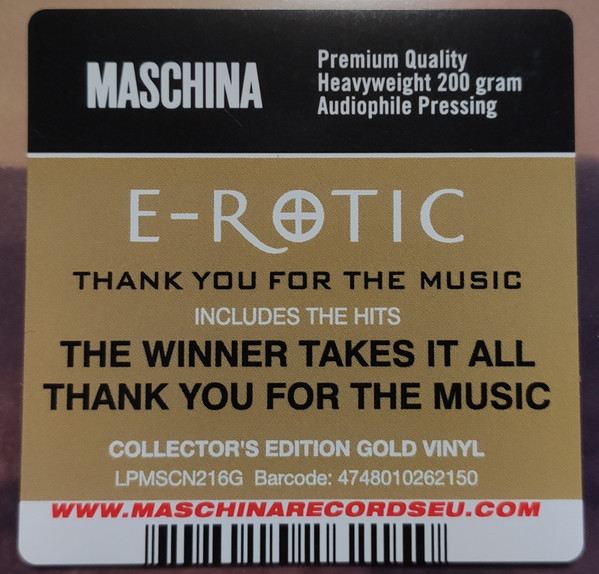 MASCHINA
Premium Quality
Heavyweight 200 gram
Audiophile Pressing
E-ROTIC
THANK YOU FOR THE MUSIC
INCLUDES THE HITS
THE WINNER TAKES IT ALL
THANK YOU FOR THE MUSIC
COLLECTOR'S EDITION GOLD VINYL
LPMSCN216G Barcode: 4748010262150
WWW.MASCHINARECORDSEU.COM